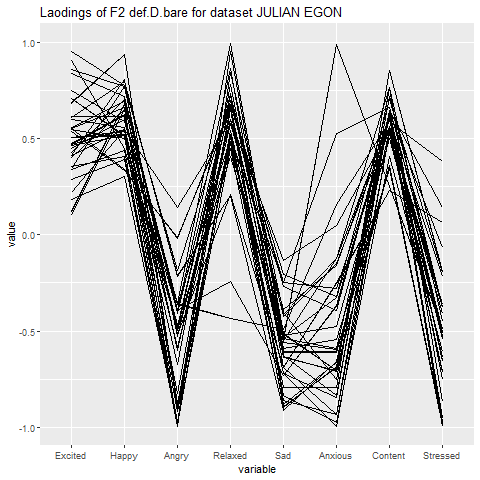 Laodings of F2 def.D.bare for dataset JULIAN EGON
1.0
0.5
0.0
-0.5
-1.0
value
Excited Happy Angry Relaxed Sad Anxious Content Stressed
variable